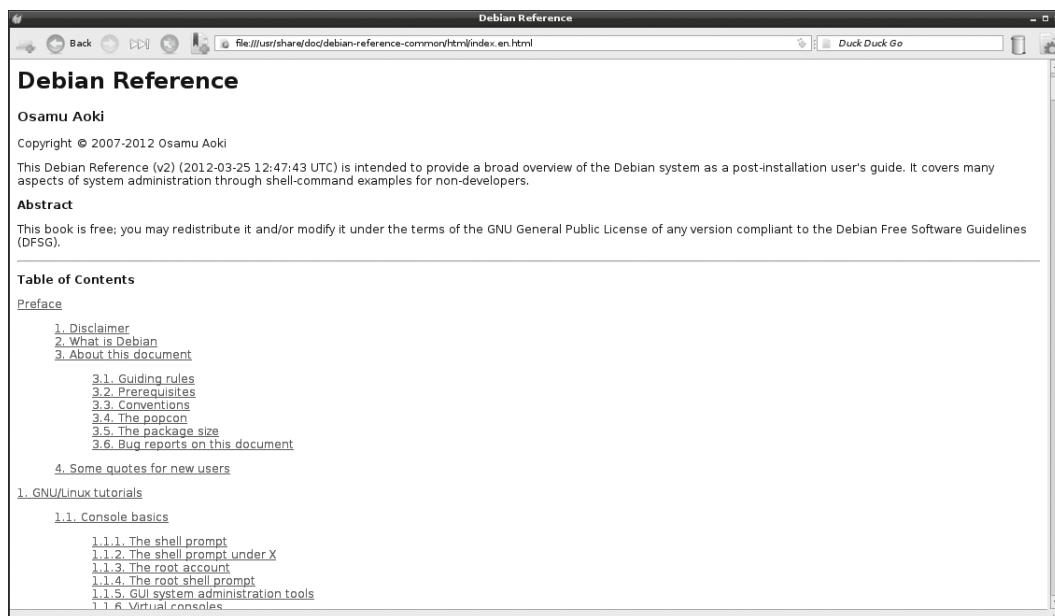 Debian Reference
Back
file:///usr/share/doc/debian-reference-common/html/index.en.html
Duck Duck Go
Debian Reference
Osamu Aoki
Copyright © 2007-2012 Osamu Aoki
This Debian Reference (v2) (2012-03-25 12:47:43 UTC) is intended to provide a broad overview of the Debian system as a post-installation user's guide. It covers many
aspects of system administration through shell-command examples for non-developers.
Abstract
This book is free; you may redistribute it and/or modify it under the terms of the GNU General Public License of any version compliant to the Debian Free Software Guidelines
(DFSG).
Table of Contents
Preface
1. Disclaimer
2. What is Debian
3. About this document
3.1. Guiding rules
3.2. Prerequisites
3.3. Conventions
3.4. The popcon
3.5. The package size
3.6. Bug reports on this document
4. Some quotes for new users
1. GNU/Linux tutorials
1.1. Console basics
1.1.1. The shell prompt
1.1.2. The shell prompt under X
1.1.3. The root account
1.1.4. The root shell prompt
1.1.5. GUI system administration tools
1.1.6. Virtual consoles